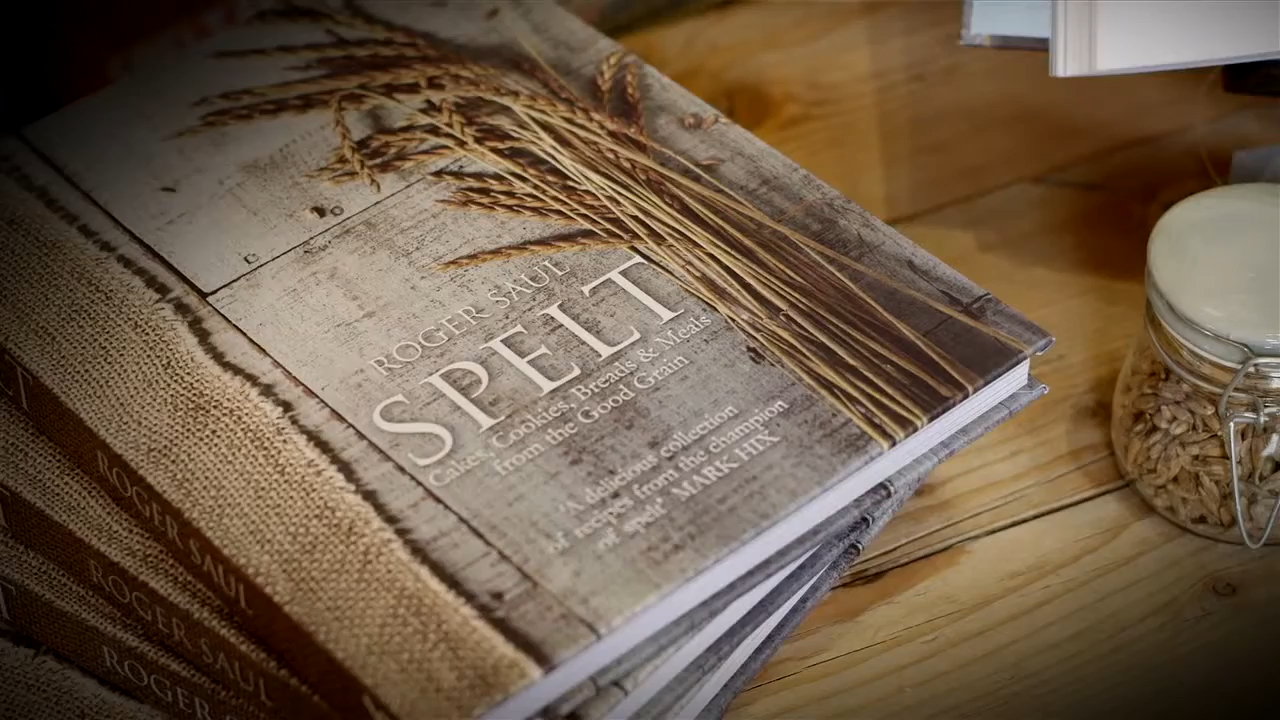 ROGER SAUL
SPELT
Cakes, Cookies, Breads & Meals
from the Good Grain
"A delicious collection
of recipes from the champion
of spelt" MARK HIX
ROGER SAUL
ROGER SAUL
ROGER